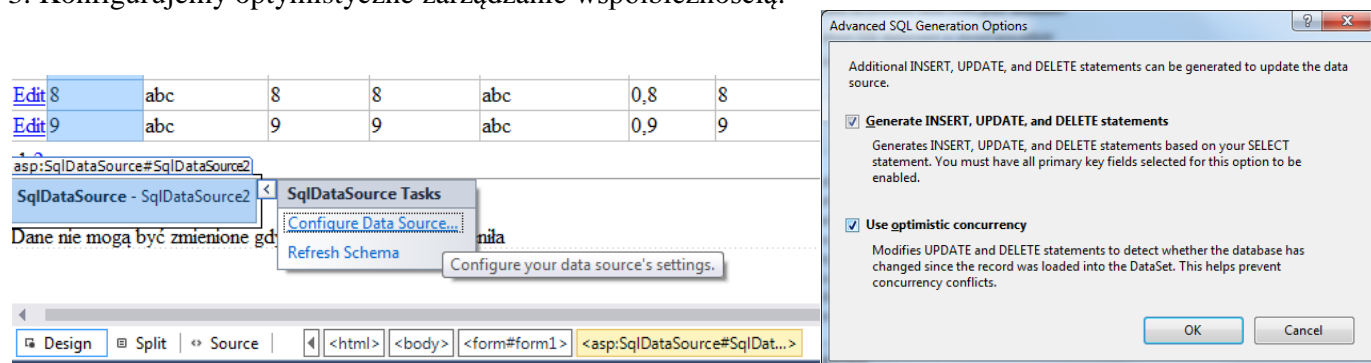 3. Konfigurujemy optymistyczne zarządzanie współbieżnością.
Edit 8 abc 8 8 abc 0,8 8
Edit 9 abc 9 9 abc 0,9 9
asp:SqlDataSource#SqlDataSource2
SqlDataSource - SqlDataSource2
SqlDataSource Tasks
Configure Data Source...
Refresh Schema
Dane nie mogą być zmienione
Configure your data source's settings.
Design Split Source <html> <body> <form#form1> <asp:SqlDataSource#SqlDat...>
Advanced SQL Generation Options
Additional INSERT, UPDATE, and DELETE statements can be generated to update the data
source.
Generate INSERT, UPDATE, and DELETE statements
Generates INSERT, UPDATE, and DELETE statements based on your SELECT
statement. You must have all primary key fields selected for this option to be
enabled.
Use optimistic concurrency
Modifies UPDATE and DELETE statements to detect whether the database has
changed since the record was loaded into the DataSet. This helps prevent
concurrency conflicts.
OK Cancel